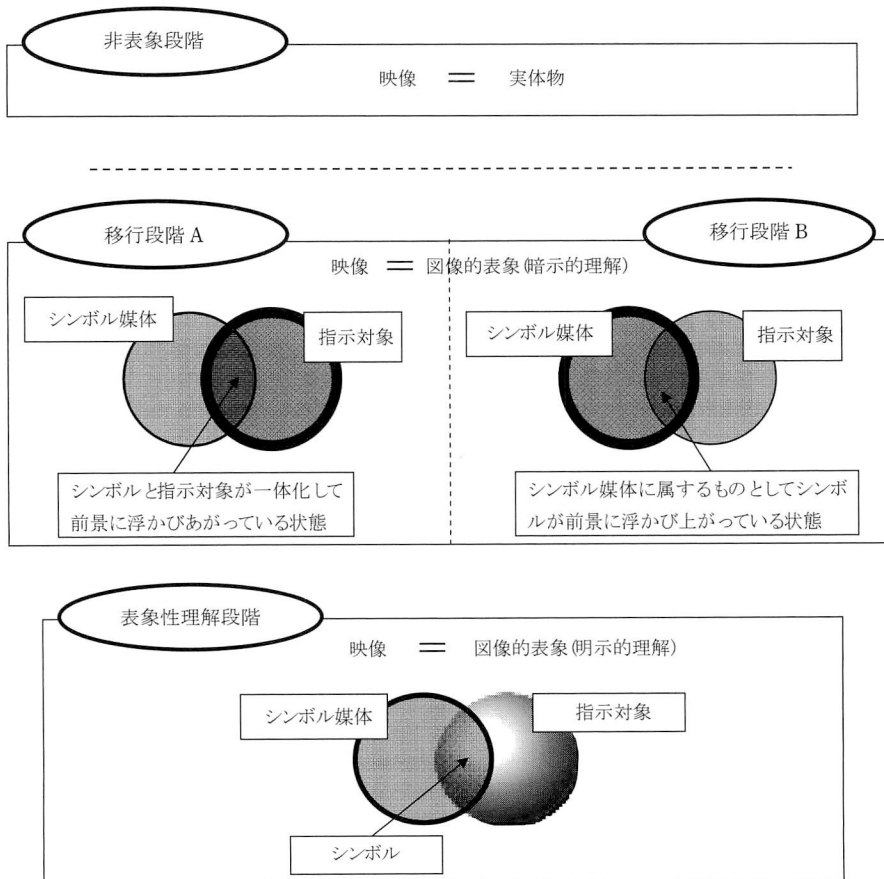 非表象段階
映像 ＝ 実体物
移行段階 A
移行段階 B
映像 ＝ 図像的表象(暗示的理解)
シンボル媒体
指示対象
シンボル媒体
指示対象
シンボルと指示対象が一体化して
前景に浮かびあがっている状態
シンボル媒体に属するものとしてシンボ
ルが前景に浮かび上がっている状態
表象性理解段階
映像 ＝ 図像的表象(明示的理解)
シンボル媒体
指示対象
シンボル